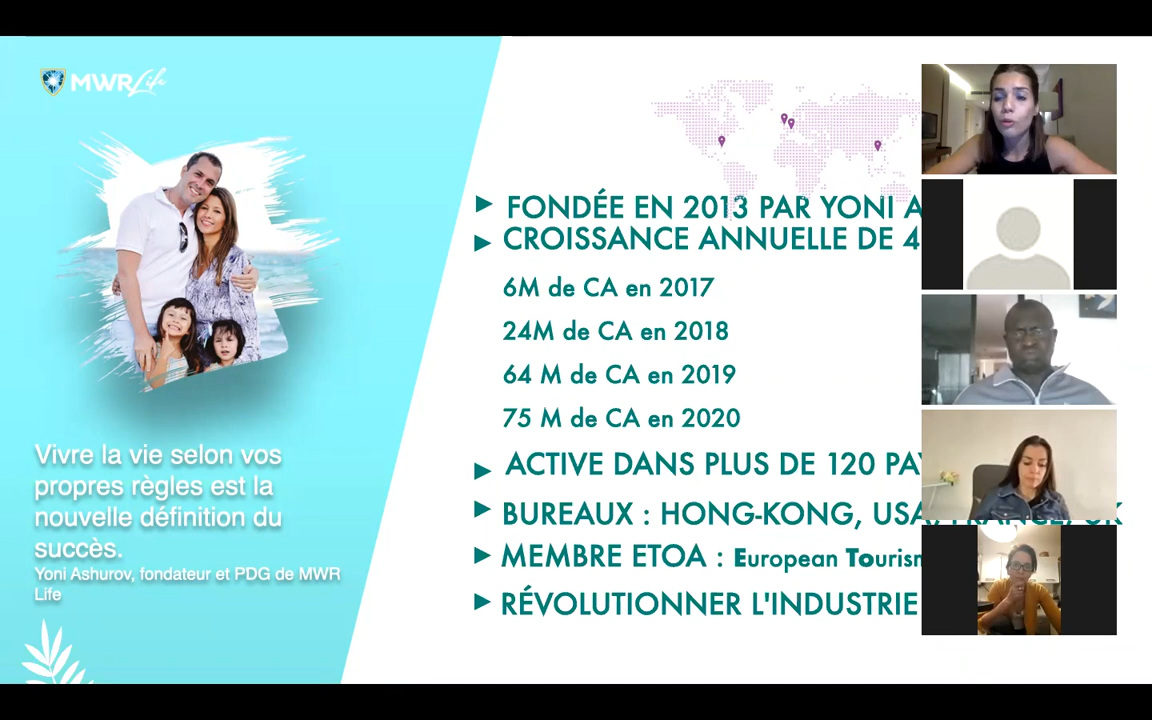 MWR Life
FONDÉE EN 2013 PAR YONI A
CROISSANCE ANNUELLE DE 4
6M de CA en 2017
24M de CA en 2018
64 M de CA en 2019
75 M de CA en 2020
ACTIVE DANS PLUS DE 120 PAY
BUREAUX : HONG-KONG, USA, FRANCE, UK
MEMBRE ETOA : European Tourism
RÉVOLUTIONNER L'INDUSTRIE
Vivre la vie selon vos
propres règles est la
nouvelle définition du
succès.
Yoni Ashurov, fondateur et PDG de MWR
Life